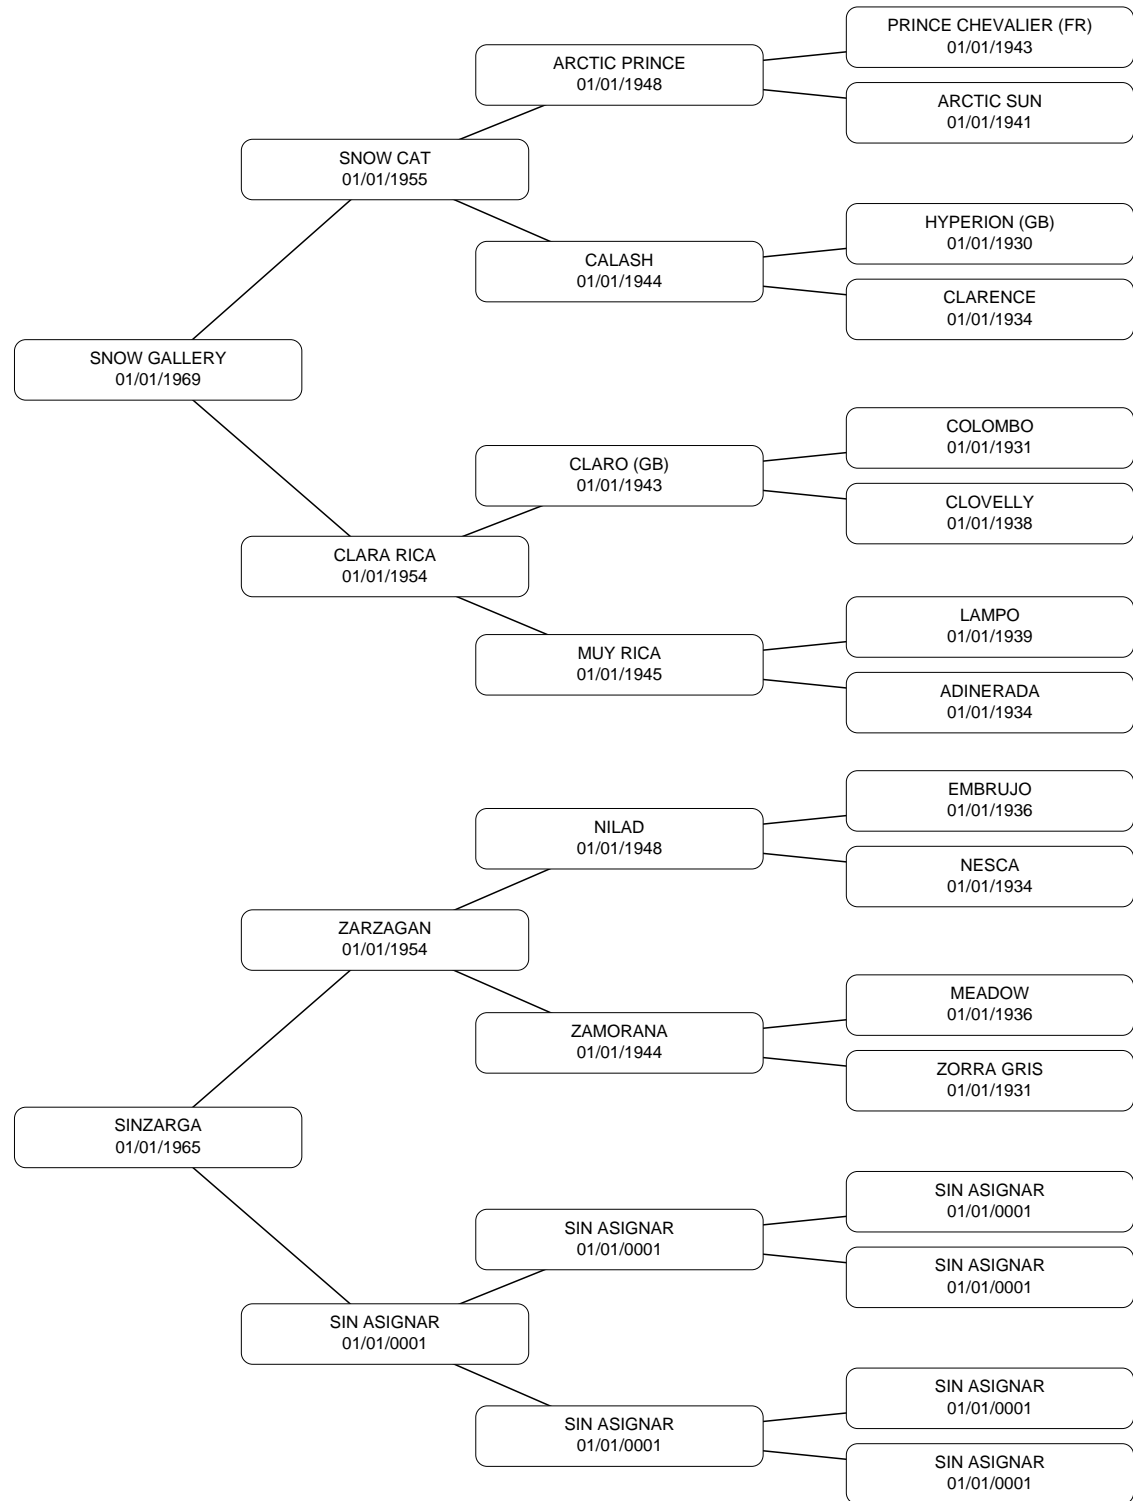 PRINCE CHEVALIER (FR)
01/01/1943
ARCTIC PRINCE
01/01/1948
ARCTIC SUN
01/01/1941
SNOW CAT
01/01/1955
HYPERION (GB)
01/01/1930
CALASH
01/01/1944
CLARENCE
01/01/1934
SNOW GALLERY
01/01/1969
COLOMBO
01/01/1931
CLARO (GB)
01/01/1943
CLOVELLY
01/01/1938
CLARA RICA
01/01/1954
LAMPO
01/01/1939
MUY RICA
01/01/1945
ADINERADA
01/01/1934
EMBRUJO
01/01/1936
NILAD
01/01/1948
NESCA
01/01/1934
ZARZAGAN
01/01/1954
MEADOW
01/01/1936
ZAMORANA
01/01/1944
ZORRA GRIS
01/01/1931
SINZARGA
01/01/1965
SIN ASIGNAR
01/01/0001
SIN ASIGNAR
01/01/0001
SIN ASIGNAR
01/01/0001
SIN ASIGNAR
01/01/0001
SIN ASIGNAR
01/01/0001
SIN ASIGNAR
01/01/0001
SIN ASIGNAR
01/01/0001